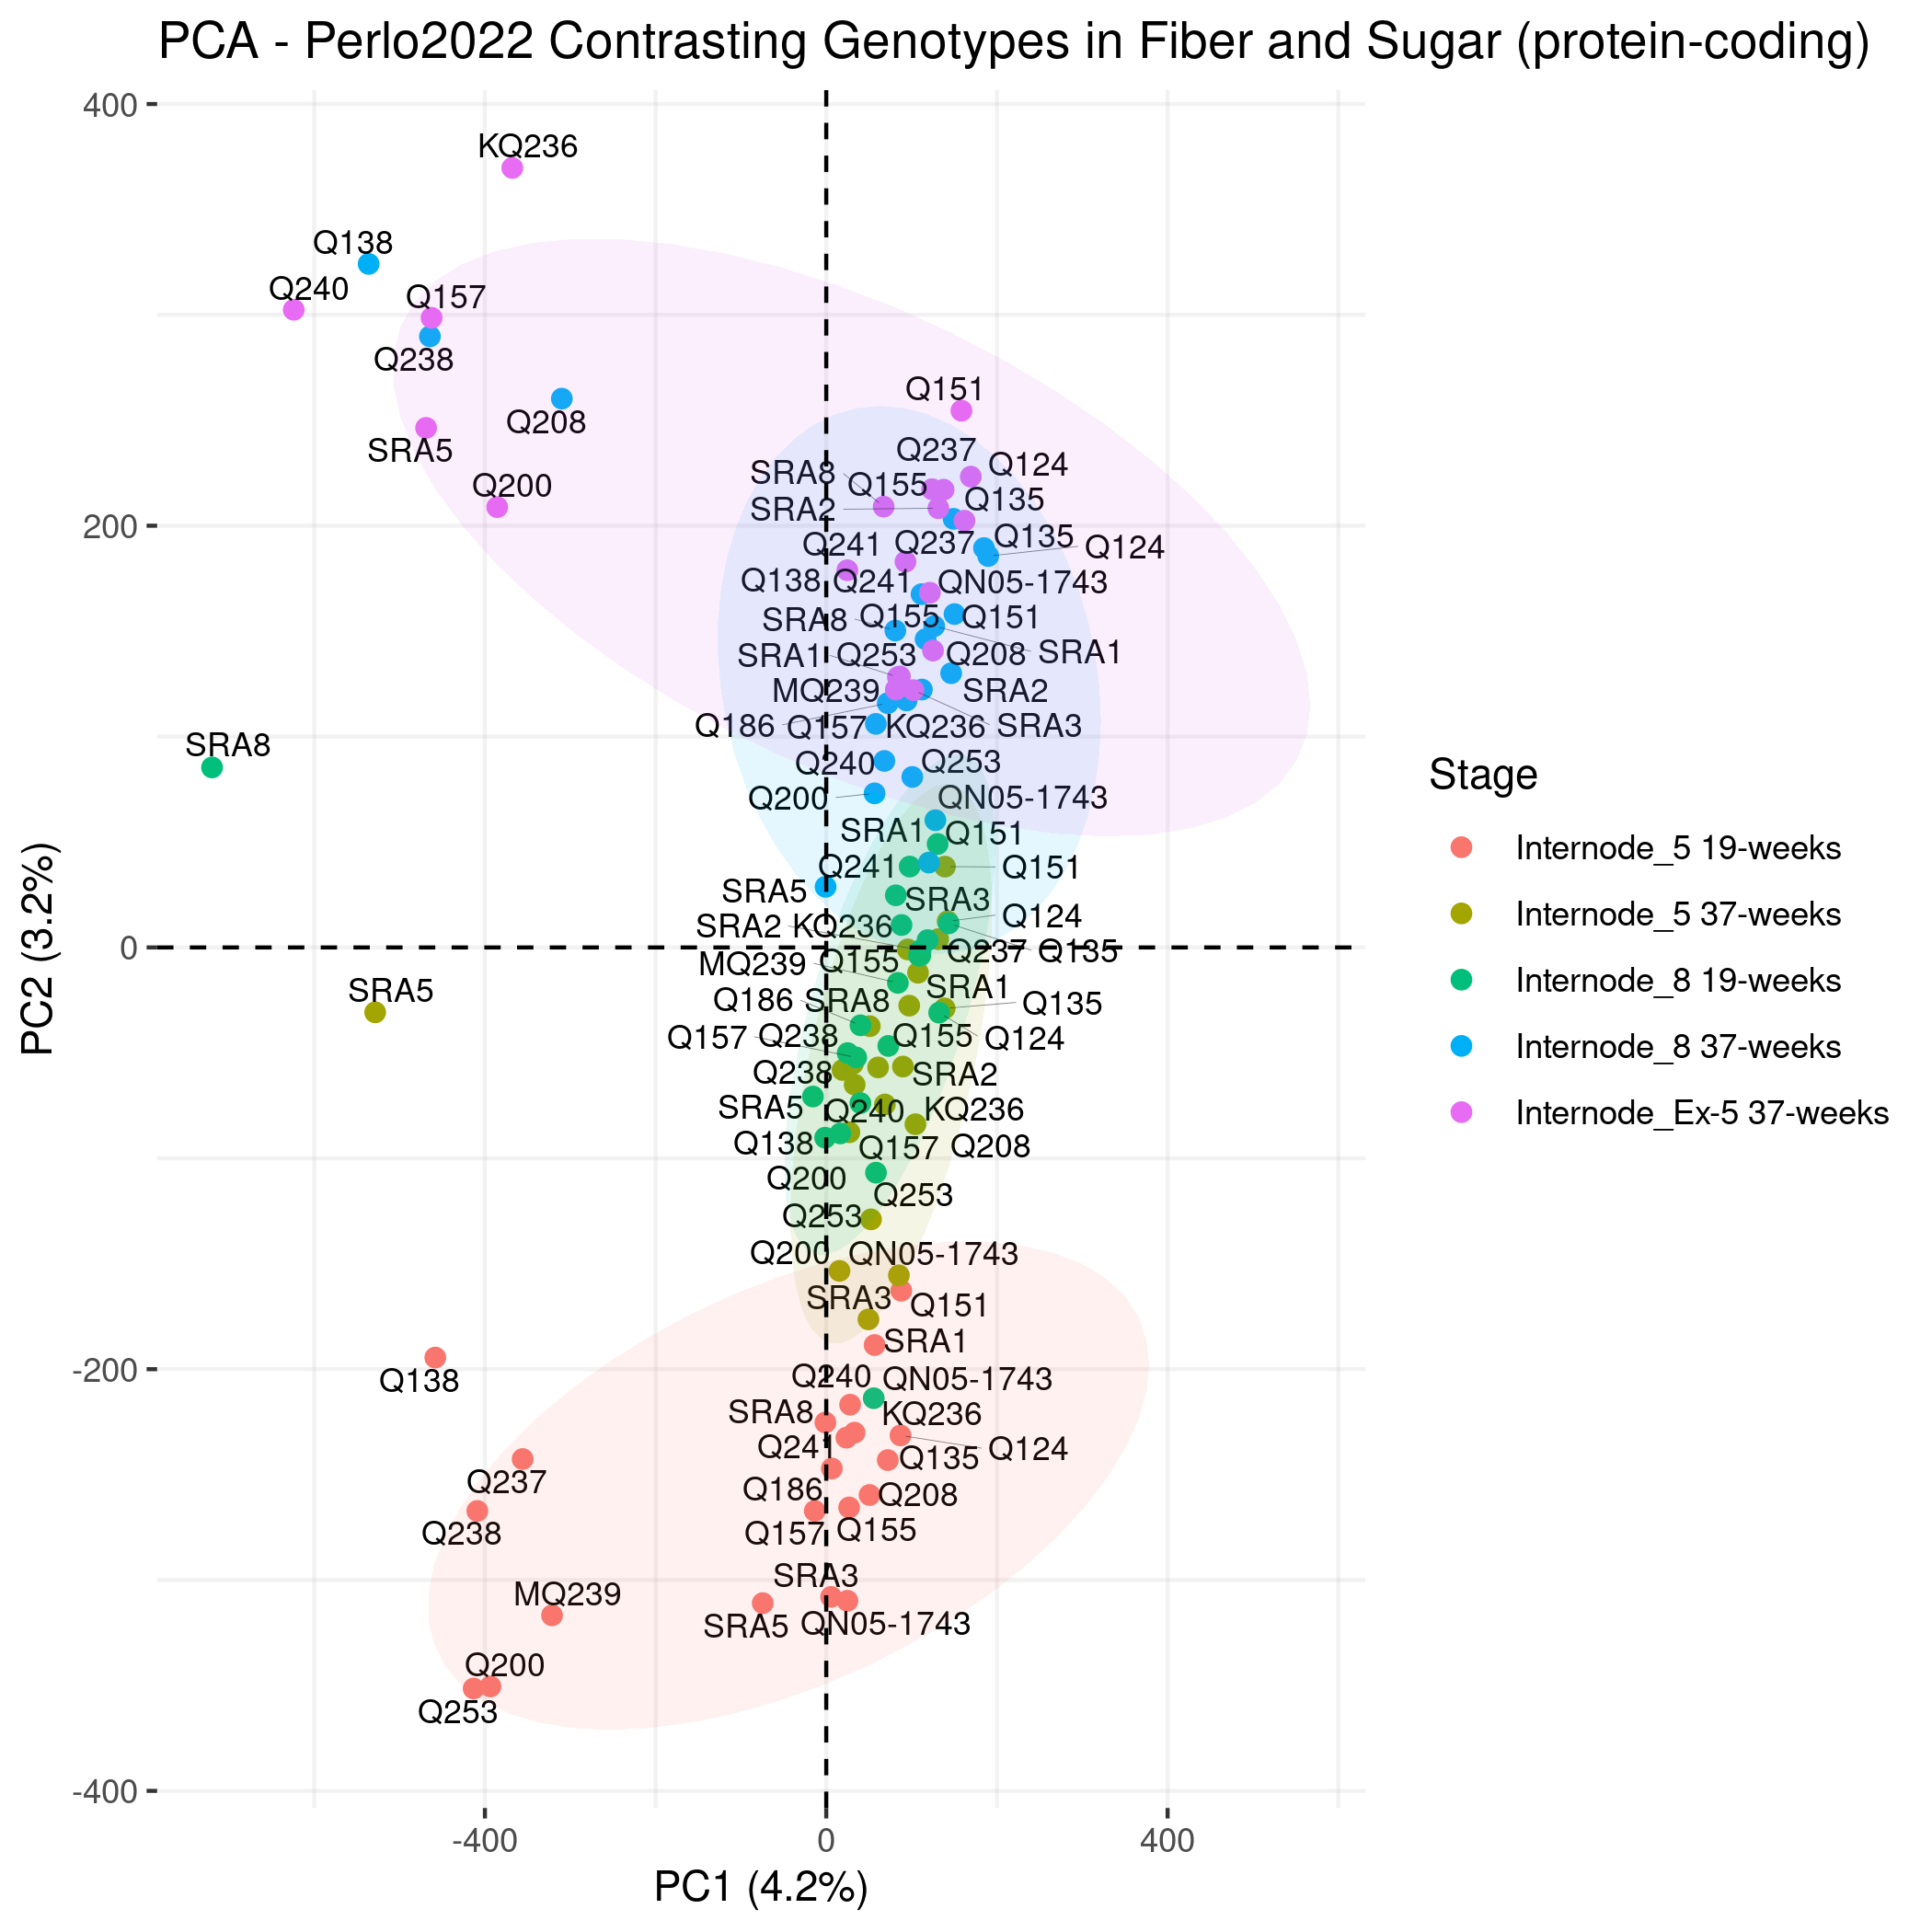 PCA - Perlo2022 Contrasting Genotypes in Fiber and Sugar (protein-coding)
400
KQ236
Q138
Q240
Q157
Q238
Q151
Q208
SRA5
Q237
Q124
SRA8
Q155
Q200
Q135
SRA2
200
Q241
Q237
Q135
Q124
Q138
Q241
QN05-1743
SRA8
Q155
Q151
SRA1
Q253
Q208
SRA1
MQ239
SRA2
Q186
Q157
KQ236
SRA3
SRA8
Q240
Q253
Q200
QN05-1743
SRA1
Q151
Q241
Q151
SRA5
SRA3
Q124
SRA2
KQ236
0
Q155
Q237
Q135
MQ239
SRA1
SRA5
Q186
SRA8
Q135
Q157
Q238
Q155
Q124
Q238
SRA2
SRA5
Q240
KQ236
Q138
Q157
Q208
Q200
Q253
Q253
Q200
QN05-1743
SRA3
Q151
SRA1
-200
Q138
Q240
QN05-1743
SRA8
KQ236
Q241
Q124
Q135
Q237
Q186
Q208
Q238
Q157
Q155
SRA3
MQ239
SRA5
QN05-1743
Q200
Q253
-400
-400
0
400
PC1 (4.2%)
PC2 (3.2%)
Stage
Internode_5 19-weeks
Internode_5 37-weeks
Internode_8 19-weeks
Internode_8 37-weeks
Internode_Ex-5 37-weeks